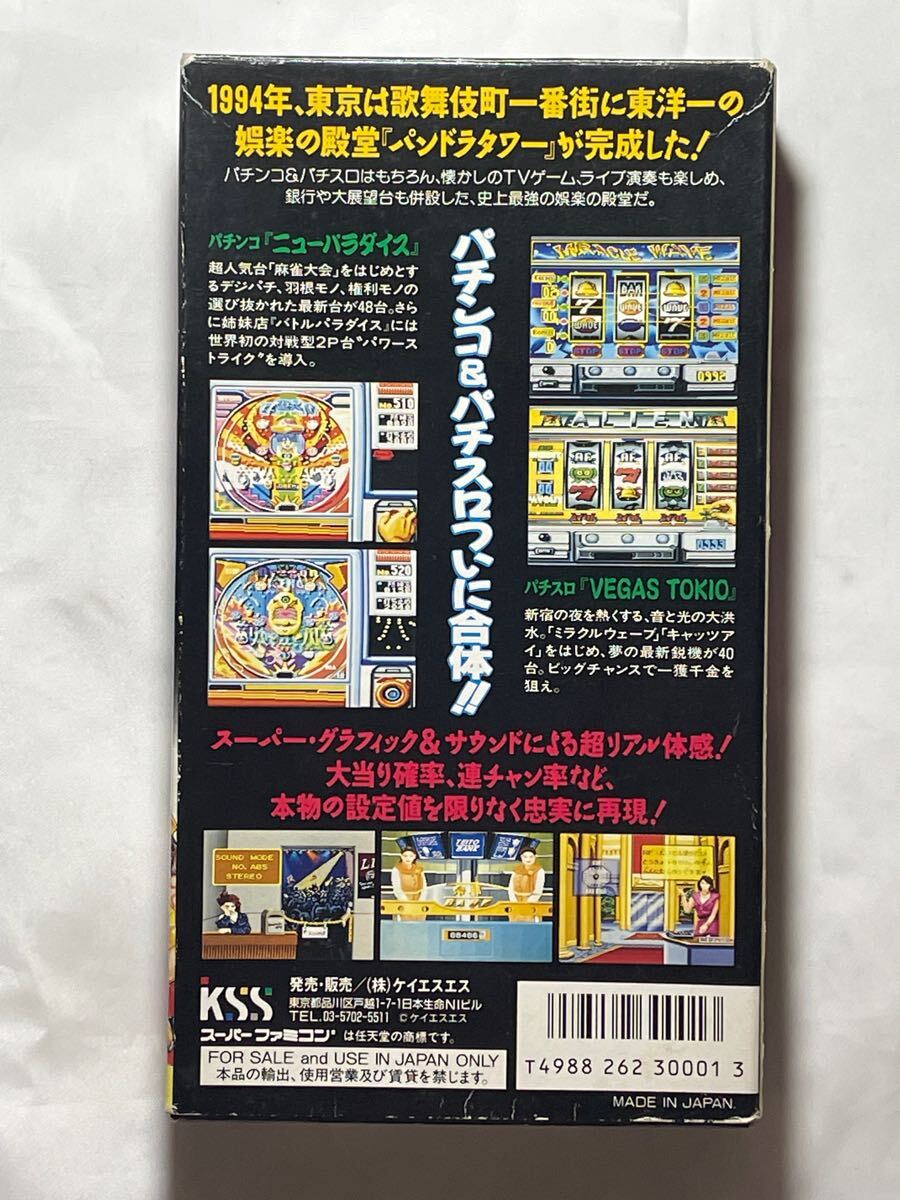 1994年、東京は歌舞伎町一番街に東洋一の
娯楽の殿堂『パンドラタワー』が完成した!
パチンコ&パチスロはもちろん、懐かしのTVゲーム、ライブ演奏も楽しめ、
銀行や大展望台も併設した、史上最強の娯楽の殿堂だ。
パチンコ『ニューパラダイス』
超人気台「麻雀大会」をはじめとす
るデジパチ、羽根モノ、権利モノの
選び抜かれた最新台が48台。さら
に姉妹店『バトルパラダイス』には
世界初の対戦型2P台“パワース
トライク”を導入。
No.510
No.520
パチンコ&パチスロついに合体!!
STOP STOP STOP
0992
ALIEN
パチスロ『VEGAS TOKIO』
新宿の夜を熱くする、音と光の大洪
水。「ミラクルウェーブ」「キャッツア
イ」をはじめ、夢の最新鋭機が40
台。ビッグチャンスで一獲千金を
狙え。
スーパー・グラフィック&サウンドによる超リアル体感!
大当り確率、連チャン率など、
本物の設定値を限りなく忠実に再現!
SOUND MODE
NO. ABS
STEREO
TEITO
BANK
KSS
発売・販売/(株)ケイエスエス
東京都品川区戸越1-7-1日本生命NIビル
TEL.03-5702-5511 ©ケイエスエス
スーパーファミコン®は任天堂の商標です。
FOR SALE and USE IN JAPAN ONLY
本品の輸出、使用営業及び賃貸を禁じます。
T4988 262 30001 3
MADE IN JAPAN